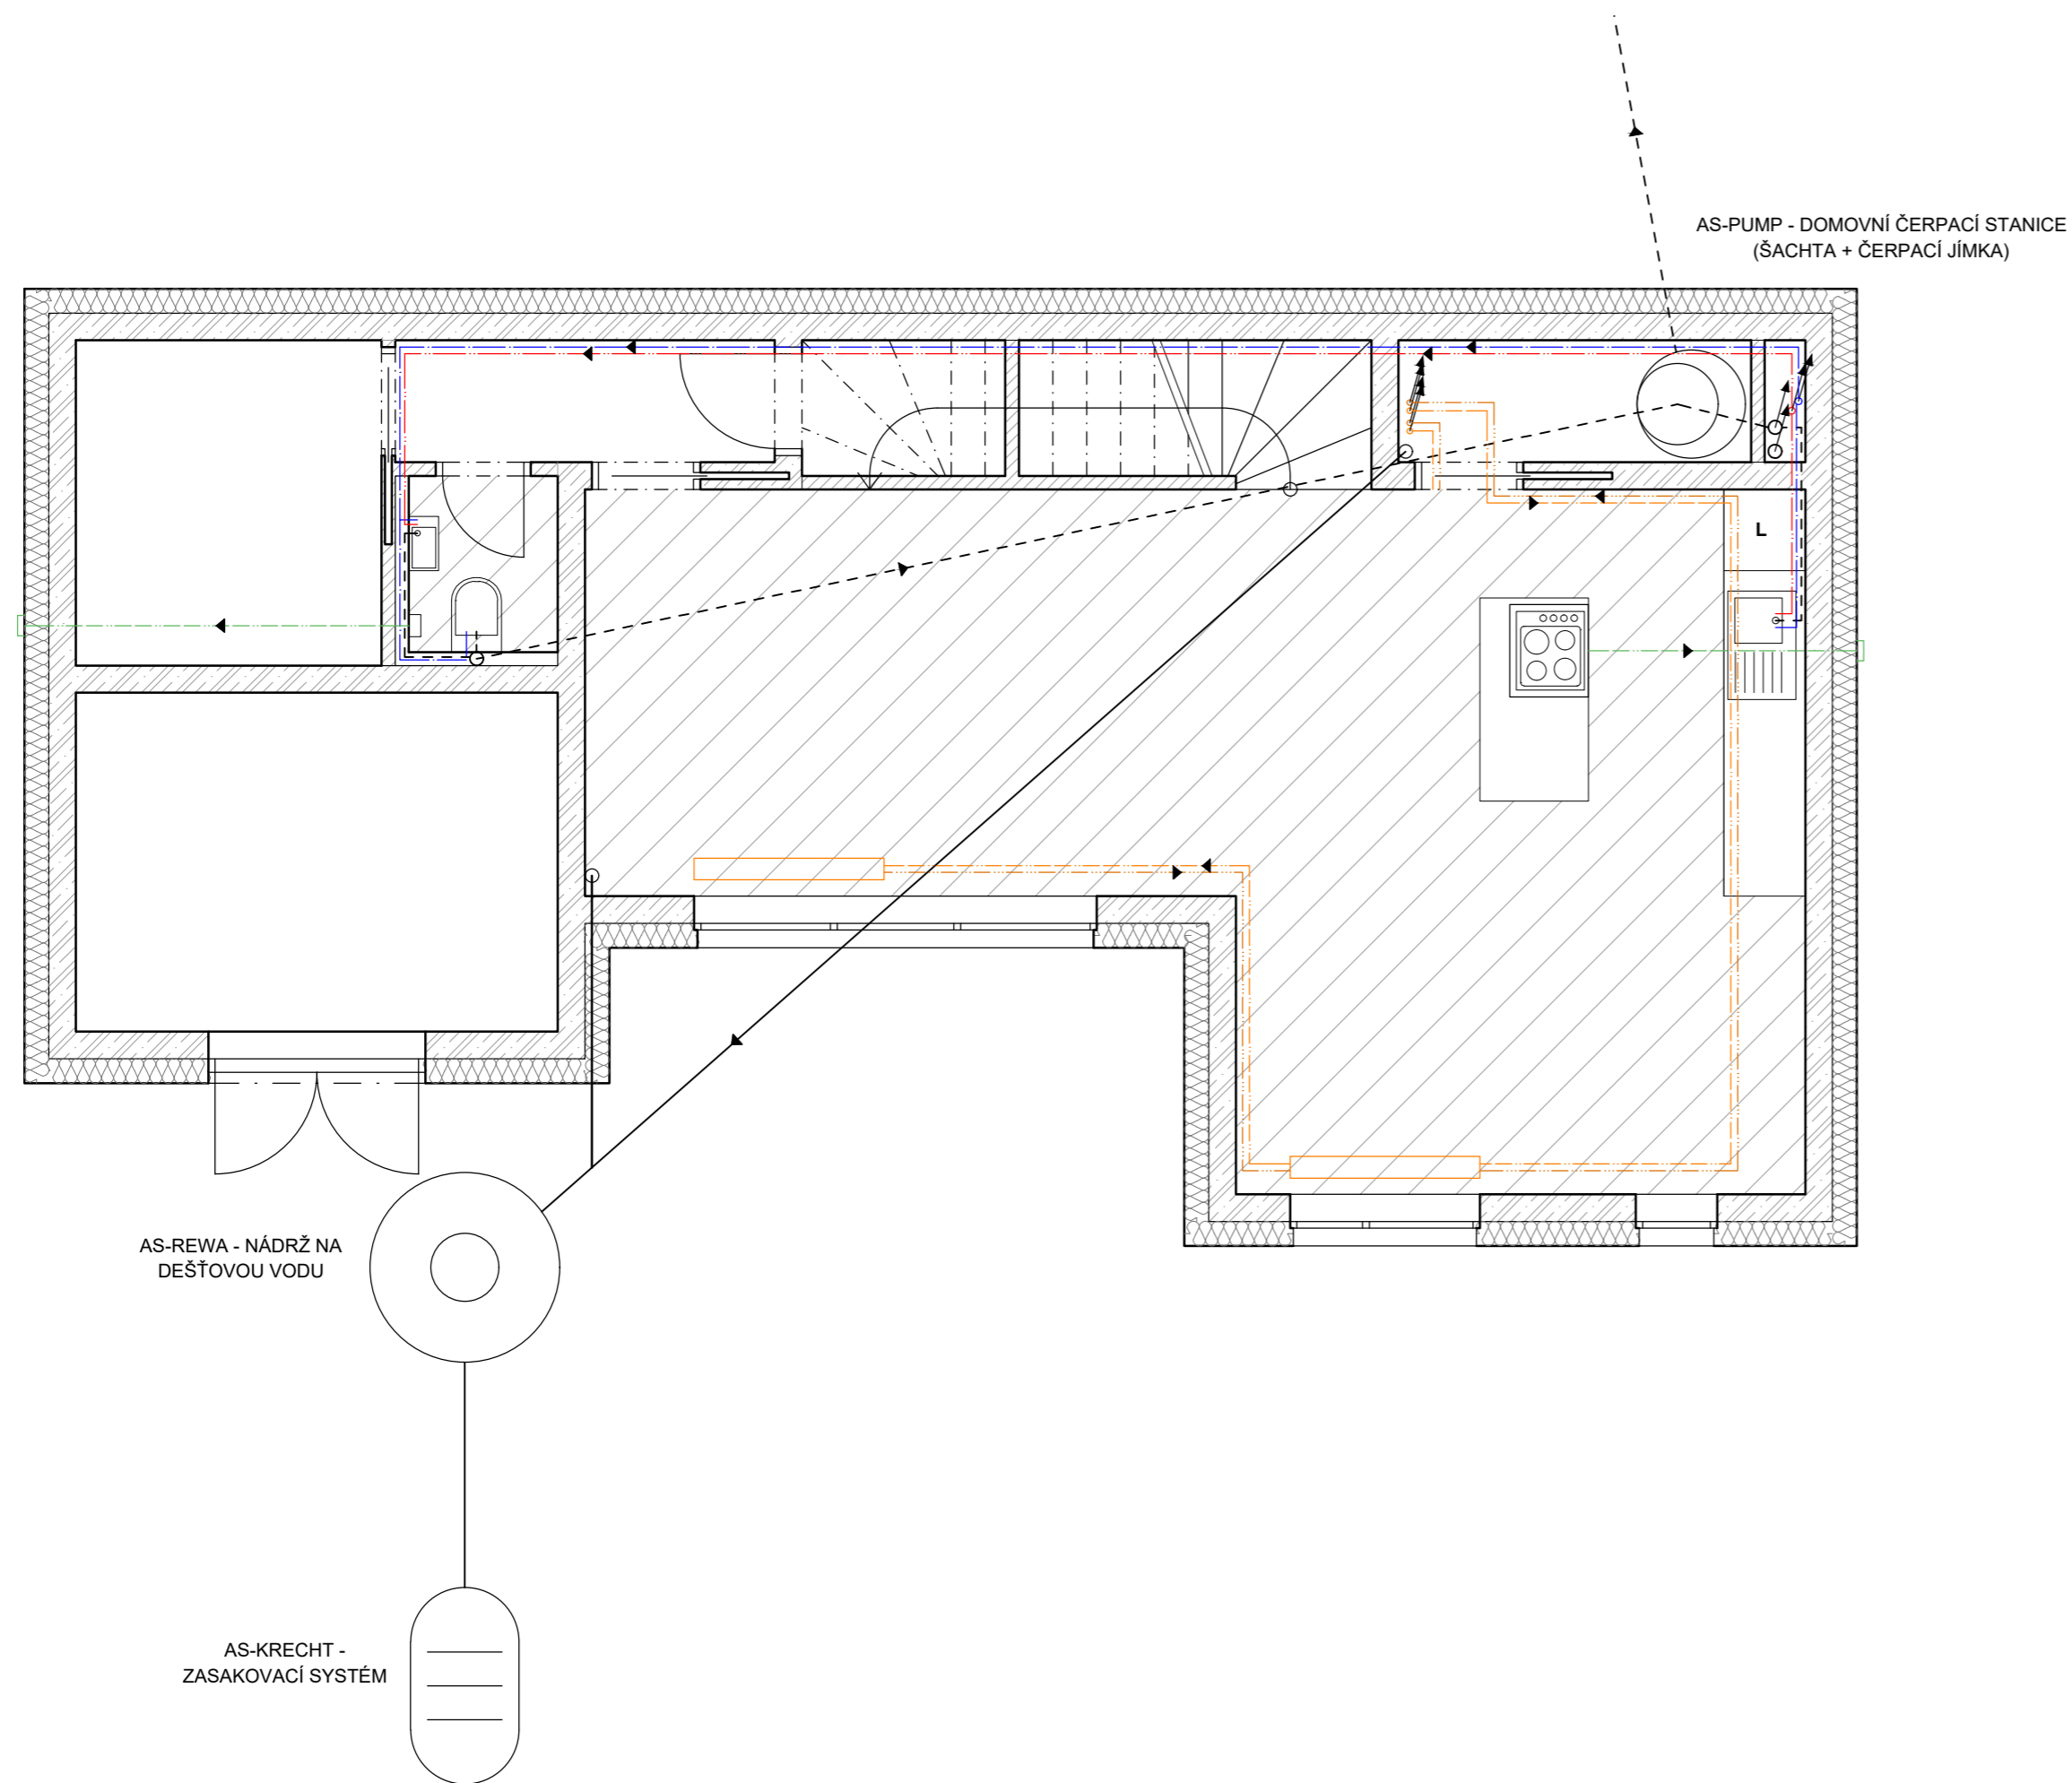 AS-PUMP - DOMOVNÍ ČERPACÍ STANICE
(ŠACHTA + ČERPACÍ JÍMKA)
L
AS-REWA - NÁDRŽ NA
DEŠŤOVOU VODU
AS-KRECHT -
ZASAKOVACÍ SYSTÉM